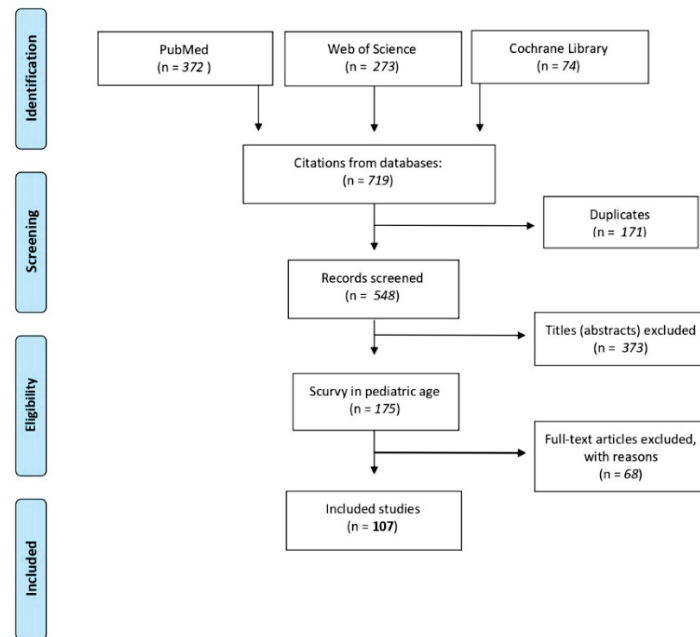 Identification
PubMed
(n = 372 )
Web of Science
(n = 273)
Cochrane Library
(n = 74)
Citations from databases:
(n = 719)
Screening
Duplicates
(n = 171)
Records screened
(n = 548)
Titles (abstracts) excluded
(n = 373)
Eligibility
Scurvy in pediatric age
(n = 175)
Full-text articles excluded,
with reasons
(n = 68)
Included
Included studies
(n = 107)